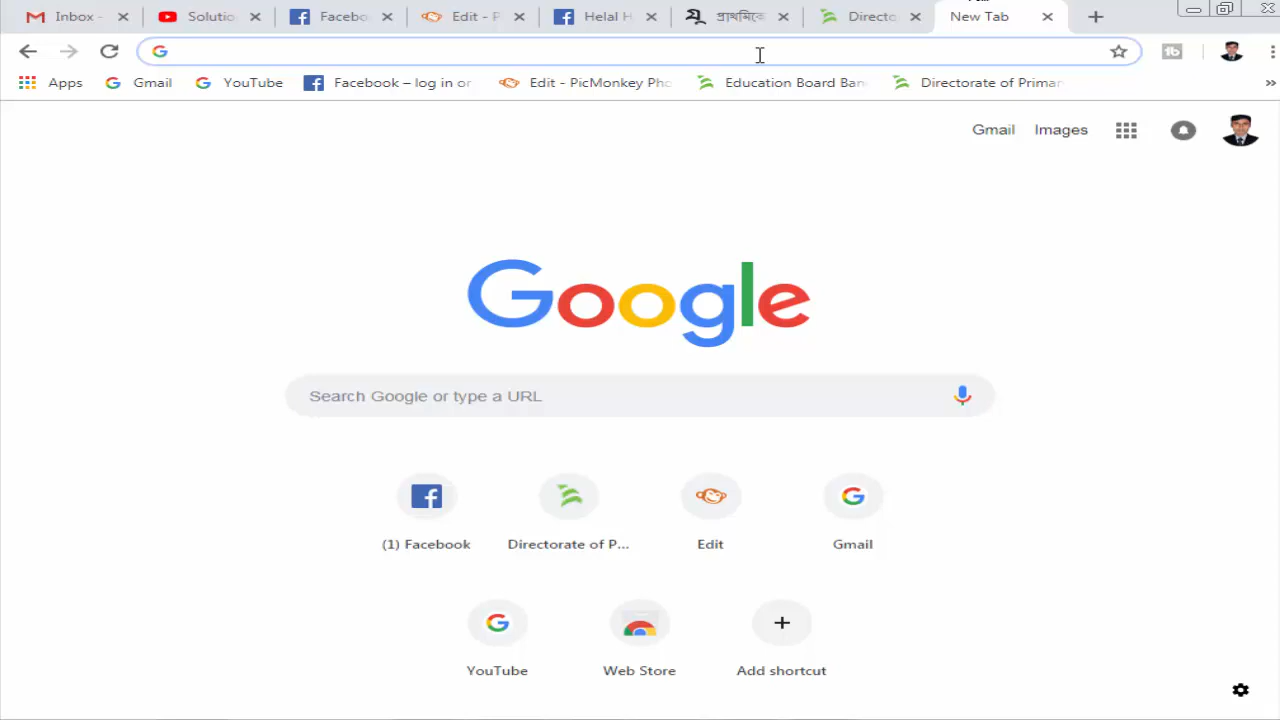 Inbox -
Solutio
Facebo
Edit - P
Helal H
প্রাথমিকে
Directo
New Tab
Apps
Gmail
YouTube
Facebook – log in or
Edit - PicMonkey Pho
Education Board Ban
Directorate of Primar
Gmail
Images
Google
Search Google or type a URL
(1) Facebook
Directorate of P...
Edit
Gmail
YouTube
Web Store
Add shortcut